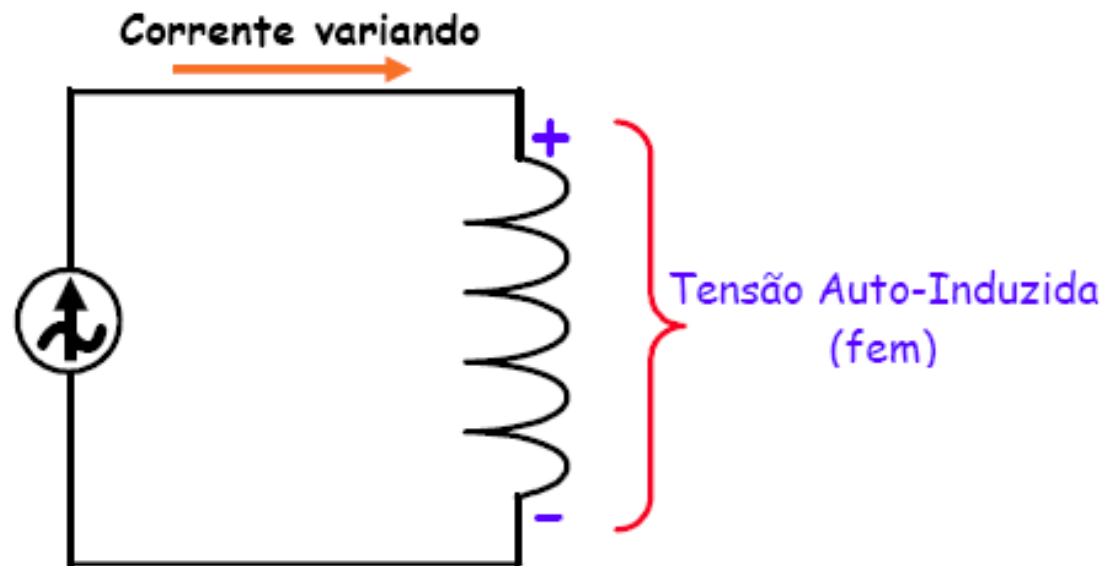 Corrente variando
+
Tensão Auto-Induzida
(fem)
-